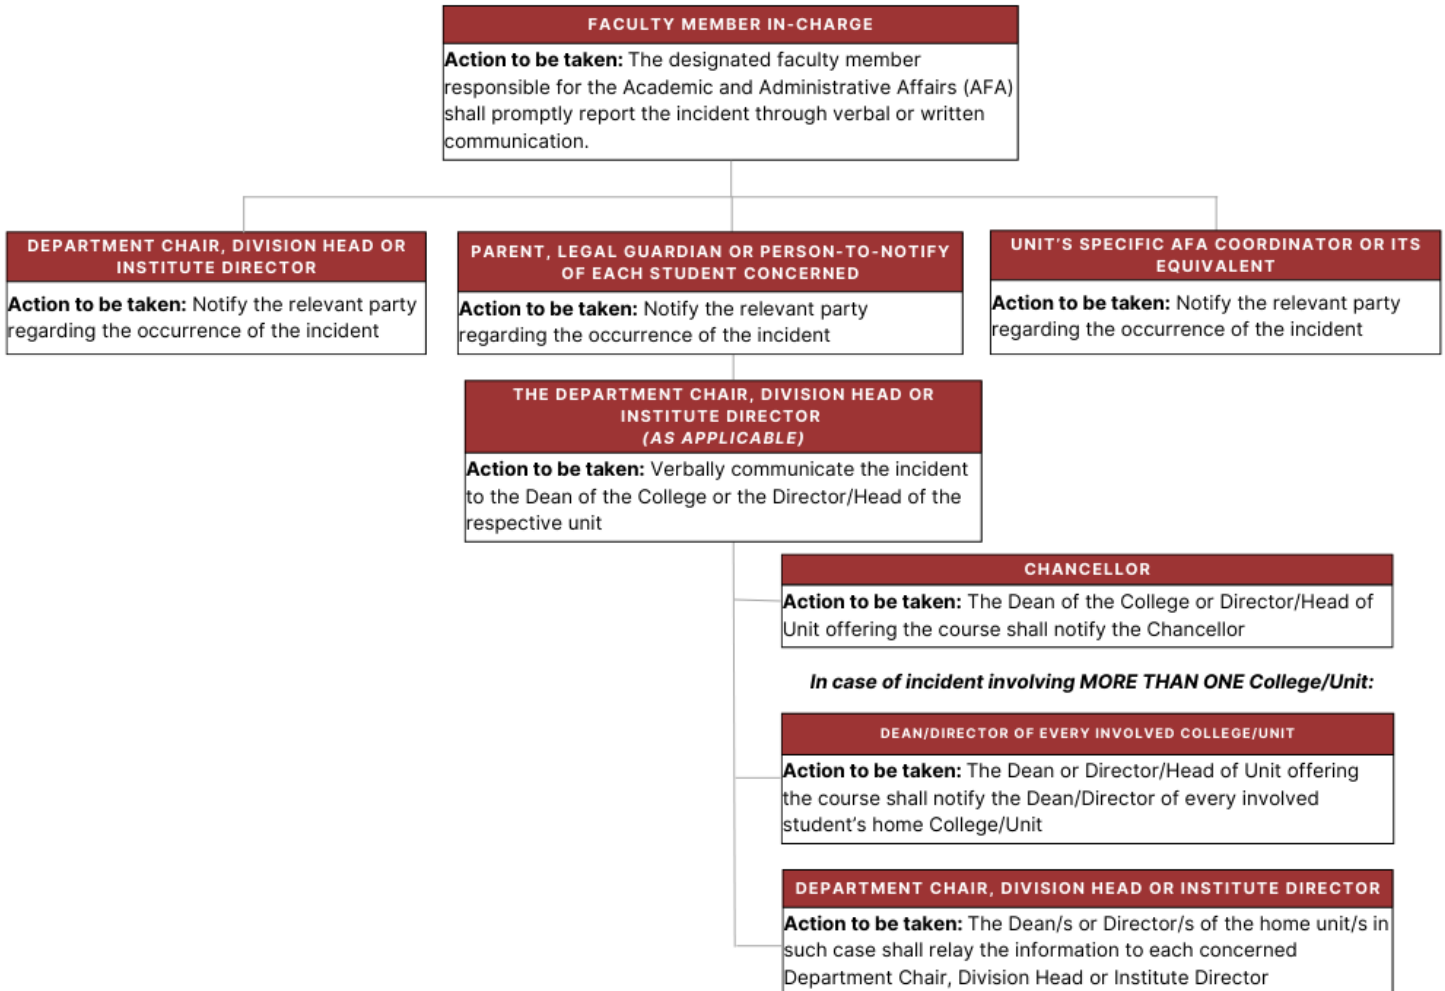 FACULTY MEMBER IN-CHARGE
Action to be taken: The designated faculty member
responsible for the Academic and Administrative Affairs (AFA)
shall promptly report the incident through verbal or written
communication.
DEPARTMENT CHAIR, DIVISION HEAD OR
INSTITUTE DIRECTOR
Action to be taken: Notify the relevant party
regarding the occurrence of the incident
PARENT, LEGAL GUARDIAN OR PERSON-TO-NOTIFY
OF EACH STUDENT CONCERNED
Action to be taken: Notify the relevant party
regarding the occurrence of the incident
UNIT'S SPECIFIC AFA COORDINATOR OR ITS
EQUIVALENT
Action to be taken: Notify the relevant party
regarding the occurrence of the incident
THE DEPARTMENT CHAIR, DIVISION HEAD OR
INSTITUTE DIRECTOR
(AS APPLICABLE)
Action to be taken: Verbally communicate the incident
to the Dean of the College or the Director/Head of the
respective unit
CHANCELLOR
Action to be taken: The Dean of the College or Director/Head of
Unit offering the course shall notify the Chancellor
In case of incident involving MORE THAN ONE College/Unit:
DEAN/DIRECTOR OF EVERY INVOLVED COLLEGE/UNIT
Action to be taken: The Dean or Director/Head of Unit offering
the course shall notify the Dean/Director of every involved
student's home College/Unit
DEPARTMENT CHAIR, DIVISION HEAD OR INSTITUTE DIRECTOR
Action to be taken: The Dean/s or Director/s of the home unit/s in
such case shall relay the information to each concerned
Department Chair, Division Head or Institute Director